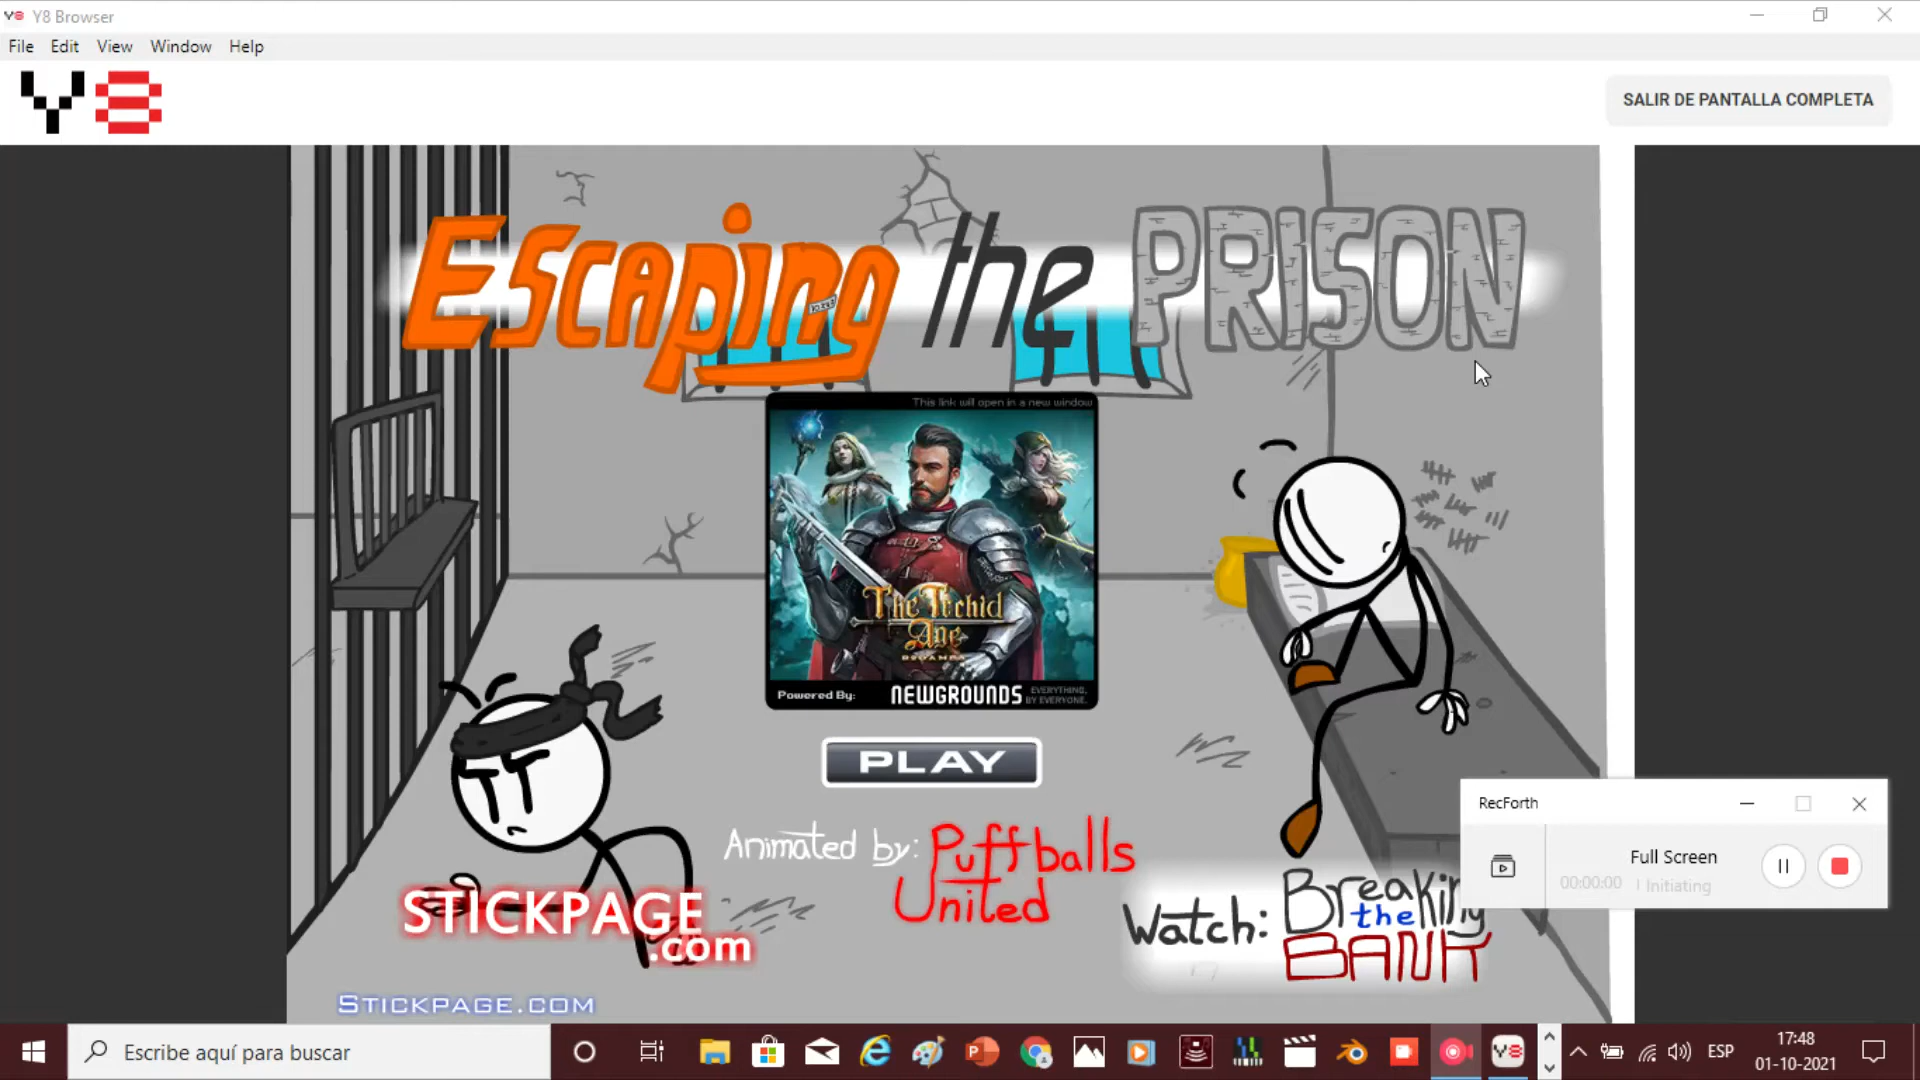 Y8 Browser
File Edit View Window Help
Y8
SALIR DE PANTALLA COMPLETA
Escaping the PRISON
This link will open in a new window
Powered By: NEWGROUNDS EVERYTHING, BY EVERYONE.
PLAY
Animated by: Puffballs
United
STICKPAGE
.com
Watch: Breaking
the
BANK
STICKPAGE.COM
RecForth
Full Screen
00:00:00 | Initiating
Escribe aquí para buscar
ESP
17:48
01-10-2021